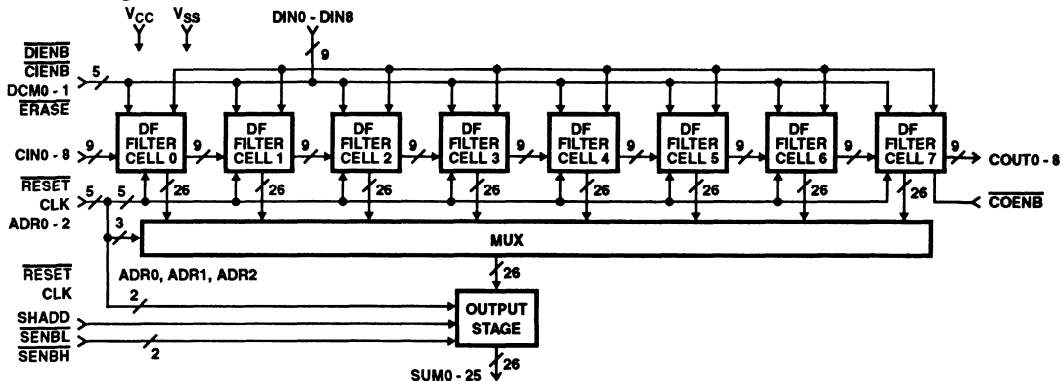 VCC VSS DIN0 - DIN8
DIENB
CIENB
DCM0 - 1
ERASE
5
9
DF FILTER CELL 0
DF FILTER CELL 1
DF FILTER CELL 2
DF FILTER CELL 3
DF FILTER CELL 4
DF FILTER CELL 5
DF FILTER CELL 6
DF FILTER CELL 7
CIN0 - 8
9 9 9 9 9 9 9 9 9
COUT0 - 8
RESET
CLK
ADR0 - 2
5 5
26 26 26 26 26 26 26 26
COENB
3
MUX
ADR0, ADR1, ADR2
26
RESET
CLK
2
SHADD
SENBL
SENBH
2
OUTPUT
STAGE
26
SUM0 - 25